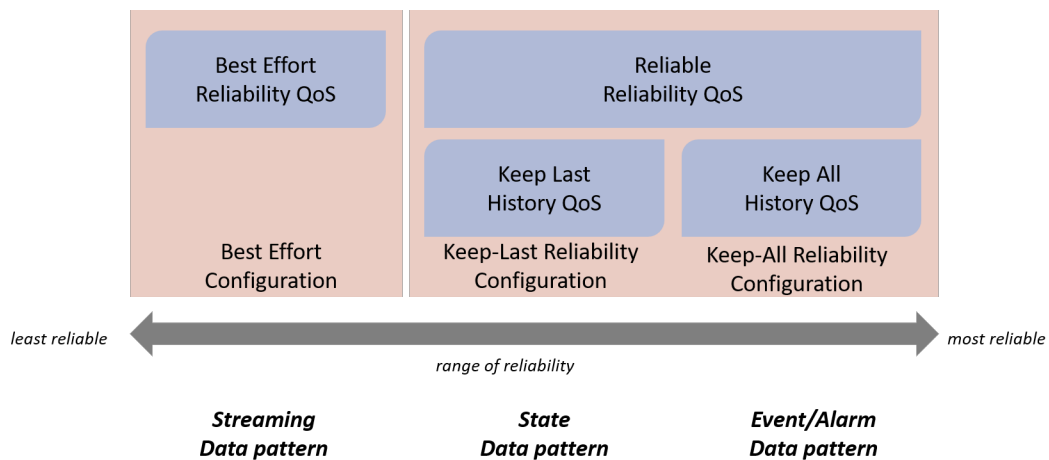 Best Effort
Reliability QoS
Reliable
Reliability QoS
Keep Last
History QoS
Keep All
History QoS
Best Effort
Configuration
Keep-Last Reliability
Configuration
Keep-All Reliability
Configuration
least reliable
most reliable
range of reliability
Streaming
Data pattern
State
Data pattern
Event/Alarm
Data pattern